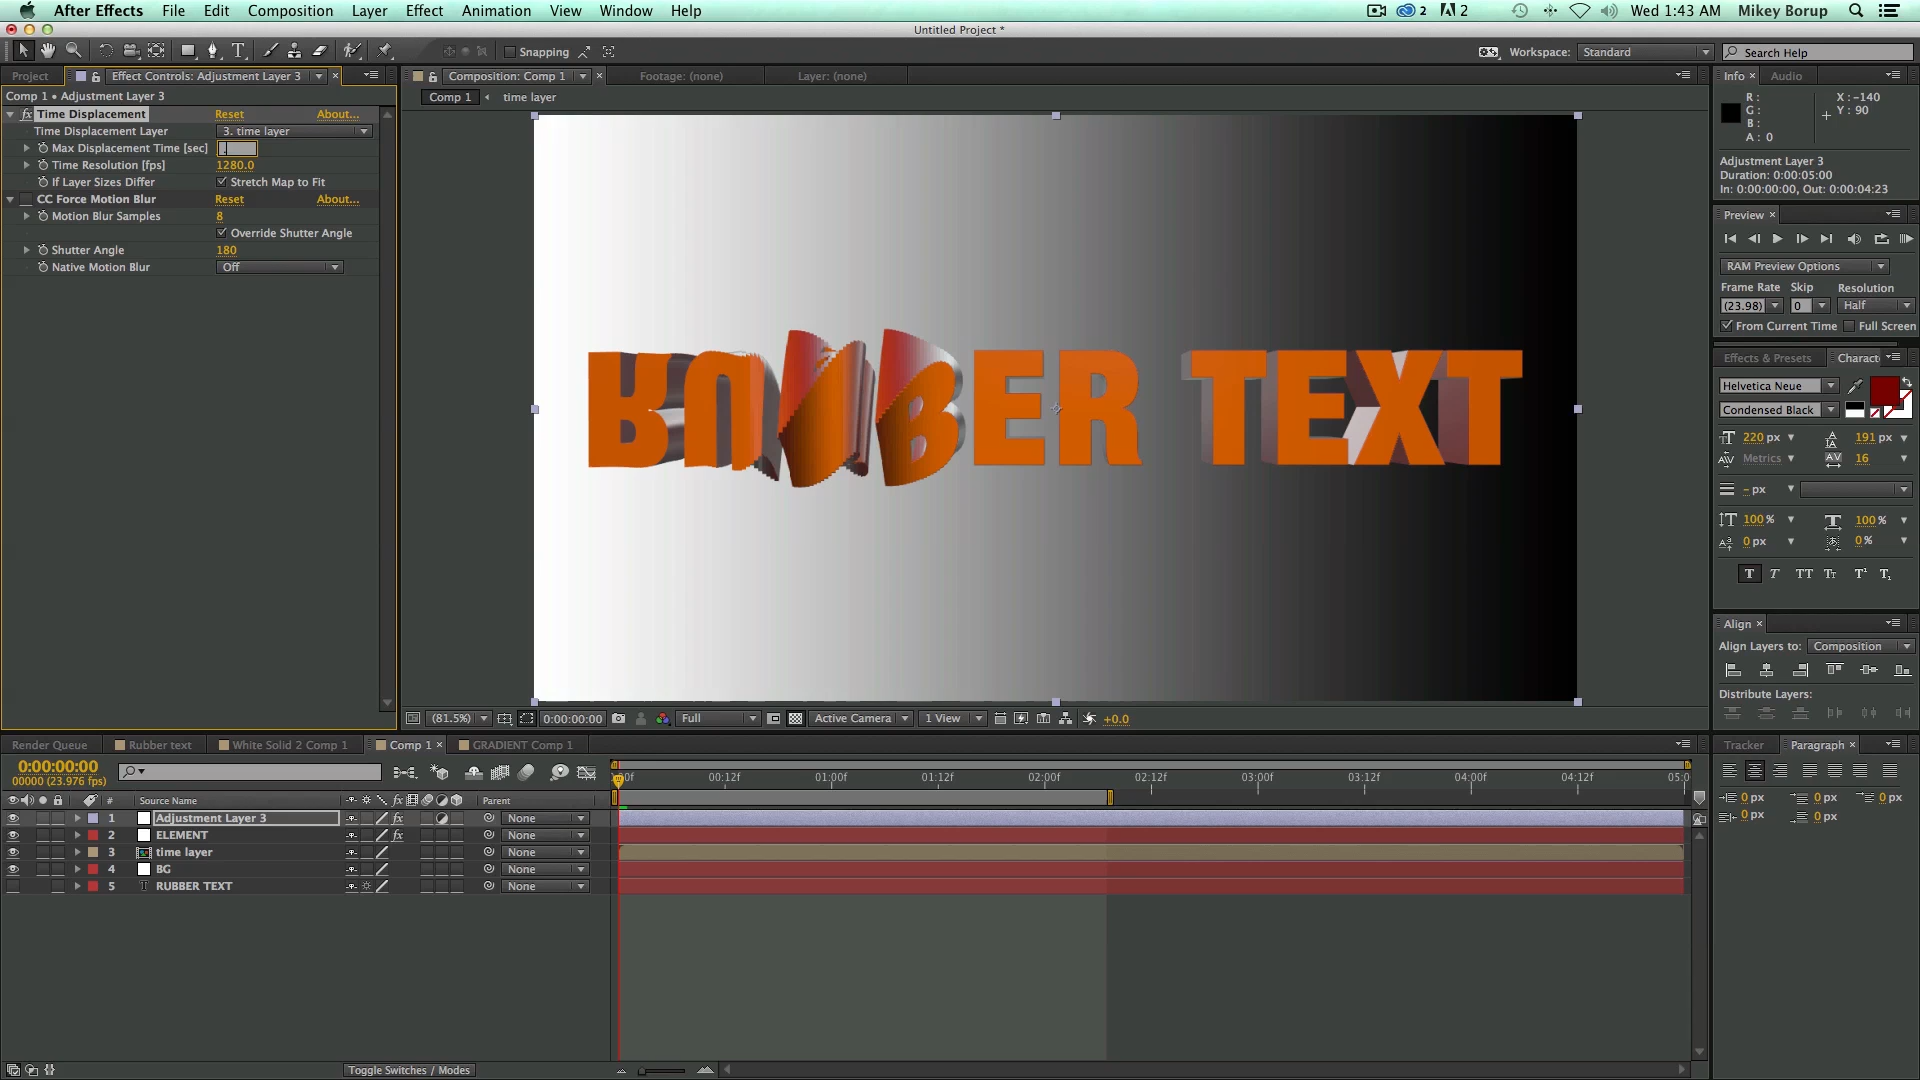 After Effects File Edit Composition Layer Effect Animation View Window Help 2 2 Wed 1:43 AM Mikey Borup
Untitled Project *
Snapping Workspace: Standard Search Help
Project Effect Controls: Adjustment Layer 3 Composition: Comp 1 Footage: (none) Layer: (none) Info Audio
Comp 1 • Adjustment Layer 3 Comp 1 time layer
R: X: -140
G: Y: 90
B:
A: 0
Time Displacement Reset About...
Time Displacement Layer 3. time layer
Max Displacement Time [sec] .
Time Resolution [fps] 1280.0
If Layer Sizes Differ Stretch Map to Fit
CC Force Motion Blur Reset About...
Motion Blur Samples 8
Override Shutter Angle
Shutter Angle 180
Native Motion Blur Off
Adjustment Layer 3
Duration: 0:00:05:00
In: 0:00:00:00, Out: 0:00:04:23
Preview
RAM Preview Options
Frame Rate Skip Resolution
(23.98) 0 Half
From Current Time Full Screen
Effects & Presets Charact
Helvetica Neue
Condensed Black
220 px 191 px
Metrics 16
- px
100 % 100 %
0 px 0 %
T T TT Tt T¹ T₁
RUBBER TEXT
Align
Align Layers to: Composition
Distribute Layers:
(81.5%) 0:00:00:00 Full Active Camera 1 View +0.0
Render Queue Rubber text White Solid 2 Comp 1 Comp 1 GRADIENT Comp 1 Tracker Paragraph
0:00:00:00
00000 (23.976 fps)
:00f 00:12f 01:00f 01:12f 02:00f 02:12f 03:00f 03:12f 04:00f 04:12f 05:0
# Source Name fx Parent
1 Adjustment Layer 3 fx None
2 ELEMENT fx None
3 time layer None
4 BG None
5 T RUBBER TEXT None
0 px 0 px 0 px
0 px 0 px
Toggle Switches / Modes